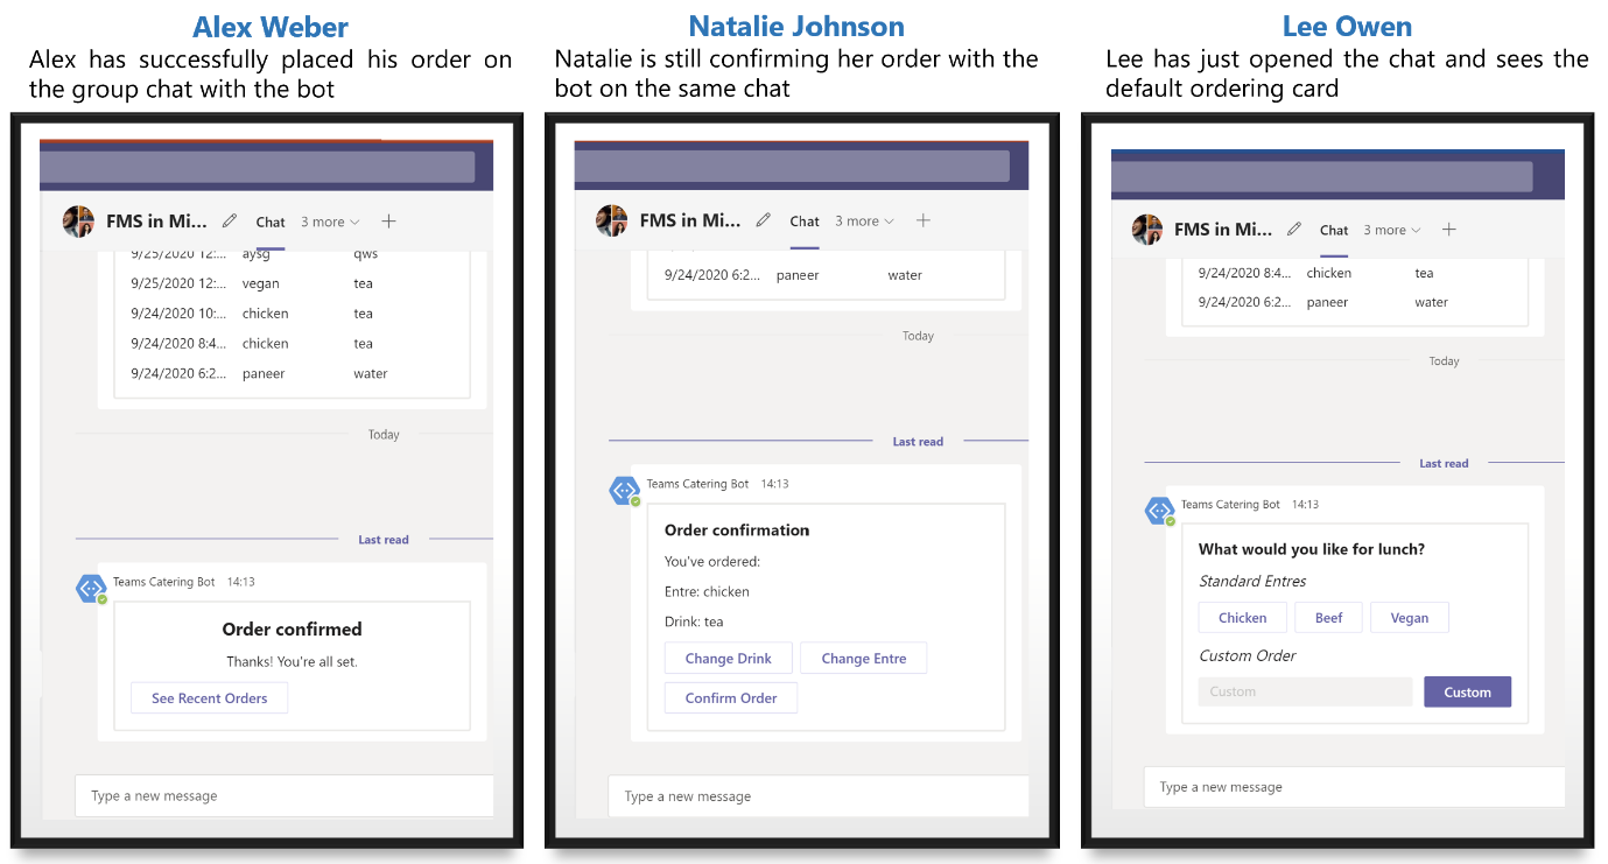 Alex Weber
Alex has successfully placed his order on
the group chat with the bot
FMS in Mi...
Chat
3 more
9/25/2020 12:... aysg qws
9/25/2020 12:... vegan tea
9/24/2020 10:... chicken tea
9/24/2020 8:4... chicken tea
9/24/2020 6:2... paneer water
Today
Last read
Teams Catering Bot 14:13
Order confirmed
Thanks! You're all set.
See Recent Orders
Type a new message
Natalie Johnson
Natalie is still confirming her order with the
bot on the same chat
FMS in Mi...
Chat
3 more
9/24/2020 6:2... paneer water
Today
Last read
Teams Catering Bot 14:13
Order confirmation
You've ordered:
Entre: chicken
Drink: tea
Change Drink Change Entre
Confirm Order
Type a new message
Lee Owen
Lee has just opened the chat and sees the
default ordering card
FMS in Mi...
Chat
3 more
9/24/2020 8:4... chicken tea
9/24/2020 6:2... paneer water
Today
Last read
Teams Catering Bot 14:13
What would you like for lunch?
Standard Entres
Chicken Beef Vegan
Custom Order
Custom Custom
Type a new message